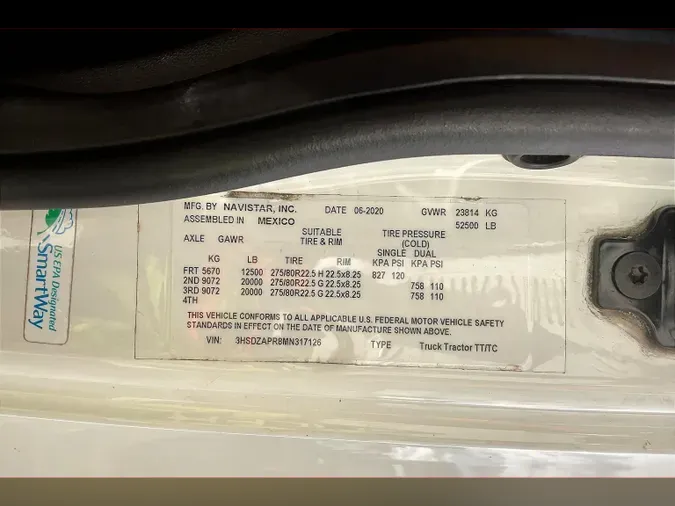 MFG. BY NAVISTAR, INC. DATE 06-2020 GVWR 23814 KG
ASSEMBLED IN MEXICO 52500 LB
SUITABLE TIRE PRESSURE
AXLE GAWR TIRE & RIM (COLD)
SINGLE DUAL
KG LB TIRE RIM KPA PSI KPA PSI
FRT 5670 12500 275/80R22.5 H 22.5x8.25 827 120
2ND 9072 20000 275/80R22.5 G 22.5x8.25 758 110
3RD 9072 20000 275/80R22.5 G 22.5x8.25 758 110
4TH
THIS VEHICLE CONFORMS TO ALL APPLICABLE U.S. FEDERAL MOTOR VEHICLE SAFETY
STANDARDS IN EFFECT ON THE DATE OF MANUFACTURE SHOWN ABOVE.
VIN: 3HSDZAPR8MN317126 TYPE Truck Tractor TT/TC
US EPA Designated
SmartWay